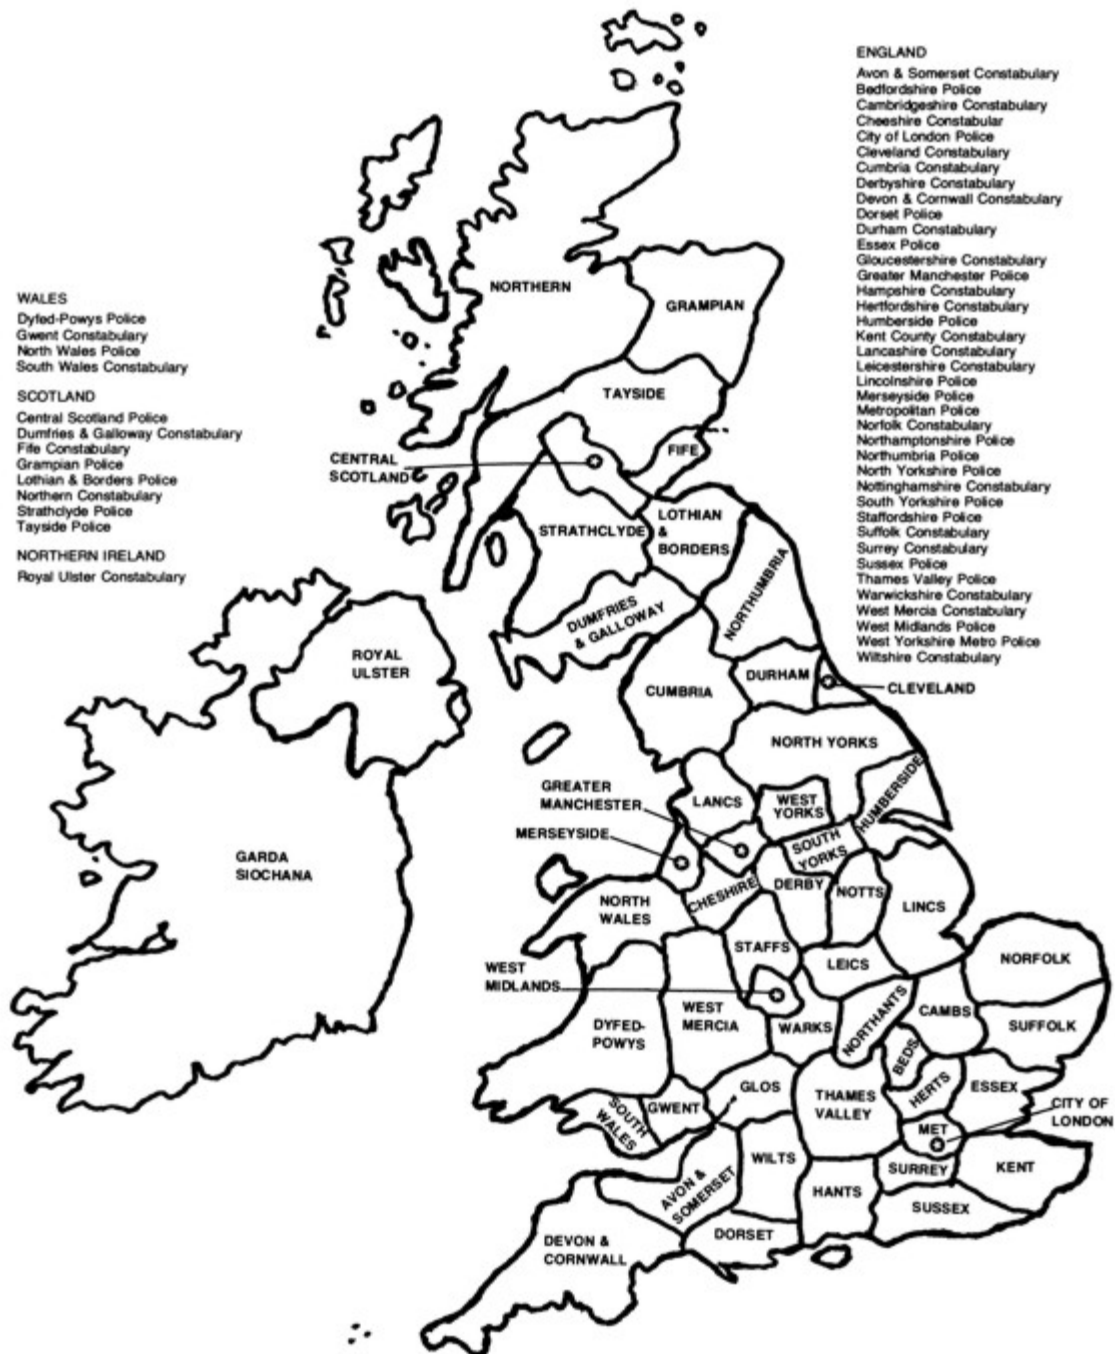 ENGLAND
Avon & Somerset Constabulary
Bedfordshire Police
Cambridgeshire Constabulary
Cheeshire Constabular
City of London Police
Cleveland Constabulary
Cumbria Constabulary
Derbyshire Constabulary
Devon & Cornwall Constabulary
Dorset Police
Durham Constabulary
Essex Police
Gloucestershire Constabulary
Greater Manchester Police
Hampshire Constabulary
Hertfordshire Constabulary
Humberside Police
Kent County Constabulary
Lancashire Constabulary
Leicestershire Constabulary
Lincolnshire Police
Merseyside Police
Metropolitan Police
Norfolk Constabulary
Northamptonshire Police
Northumbria Police
North Yorkshire Police
Nottinghamshire Constabulary
South Yorkshire Police
Staffordshire Police
Suffolk Constabulary
Surrey Constabulary
Sussex Police
Thames Valley Police
Warwickshire Constabulary
West Mercia Constabulary
West Midlands Police
West Yorkshire Metro Police
Wiltshire Constabulary
WALES
Dyfed-Powys Police
Gwent Constabulary
North Wales Police
South Wales Constabulary
SCOTLAND
Central Scotland Police
Dumfries & Galloway Constabulary
Fife Constabulary
Grampian Police
Lothian & Borders Police
Northern Constabulary
Strathclyde Police
Tayside Police
NORTHERN IRELAND
Royal Ulster Constabulary
NORTHERN
GRAMPIAN
TAYSIDE
FIFE
CENTRAL
SCOTLAND
STRATHCLYDE
LOTHIAN
&
BORDERS
DUMFRIES
& GALLOWAY
NORTHUMBRIA
ROYAL
ULSTER
CUMBRIA
DURHAM
CLEVELAND
NORTH YORKS
HUMBERSIDE
GREATER
MANCHESTER
LANCS
WEST
YORKS
MERSEYSIDE
SOUTH
YORKS
GARDA
SIOCHANA
CHESHIRE
DERBY
NOTTS
LINCS
NORTH
WALES
STAFFS
LEICS
NORFOLK
WEST
MIDLANDS
WEST
MERCIA
WARKS
NORTHANTS
CAMBS
SUFFOLK
DYFED-
POWYS
BEDS
HERTS
ESSEX
GLOS
THAMES
VALLEY
CITY OF
LONDON
SOUTH
WALES
GWENT
MET
WILTS
SURREY
KENT
AVON &
SOMERSET
HANTS
SUSSEX
DEVON &
CORNWALL
DORSET